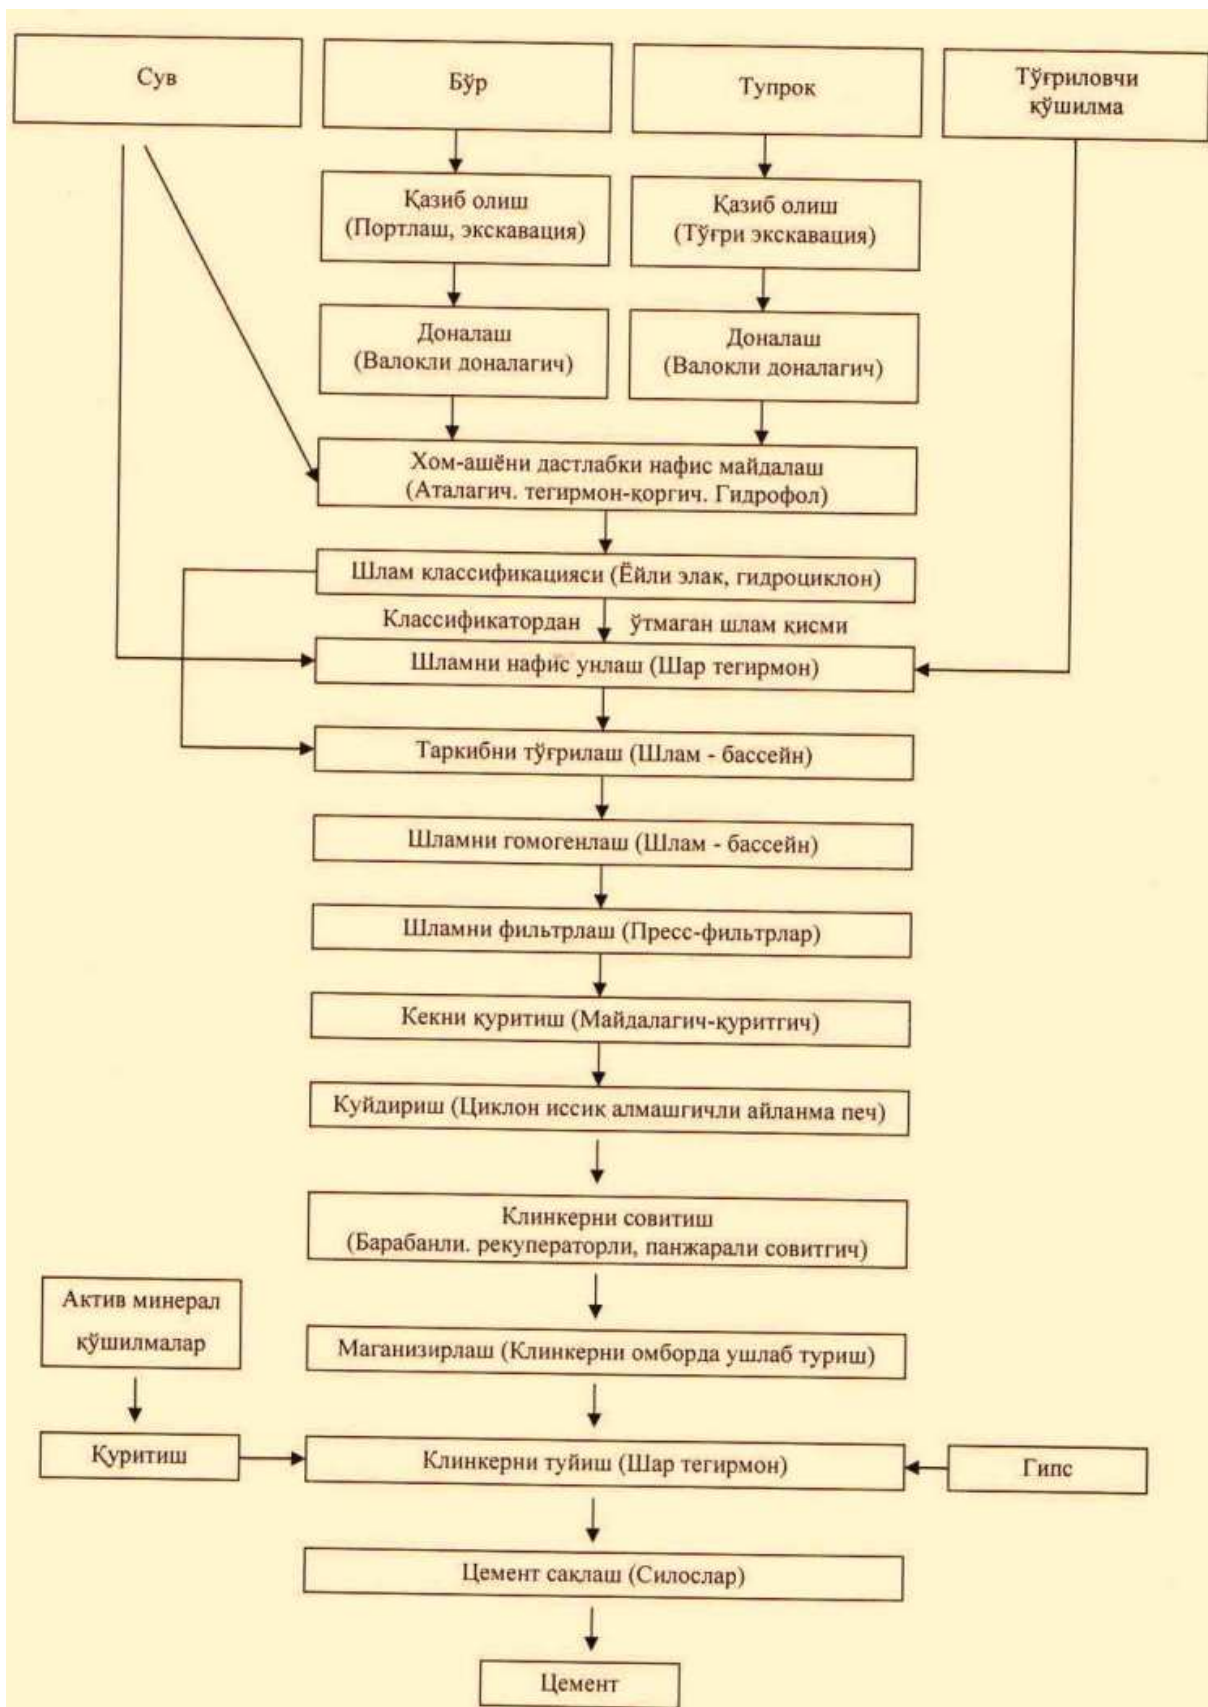 Сув
Бўр
Тупроқ
Тўғриловчи
қўшилма
Қазиб олиш
(Портлаш, экскавация)
Қазиб олиш
(Тўғри экскавация)
Доналаш
(Валокли доналагич)
Доналаш
(Валокли доналагич)
Хом-ашёни дастлабки нафис майдалаш
(Аталагич. тегирмон-қоргич. Гидрофол)
Шлам классификацияси (Ёйли элак, гидроциклон)
Классификатордан ўтмаган шлам қисми
Шламни нафис унлаш (Шар тегирмон)
Таркибни тўғрилаш (Шлам - бассейн)
Шламни гомогенлаш (Шлам - бассейн)
Шламни фильтрлаш (Пресс-фильтрлар)
Кекни қуритиш (Майдалагич-қуритгич)
Куйдириш (Циклон иссиқ алмашгичли айланма печ)
Клинкерни совитиш
(Барабанли. рекуператорли, панжарали совитгич)
Актив минерал
қўшилмалар
Маганизирлаш (Клинкерни омборда ушлаб туриш)
Қуритиш
Клинкерни туйиш (Шар тегирмон)
Гипс
Цемент сақлаш (Силослар)
Цемент